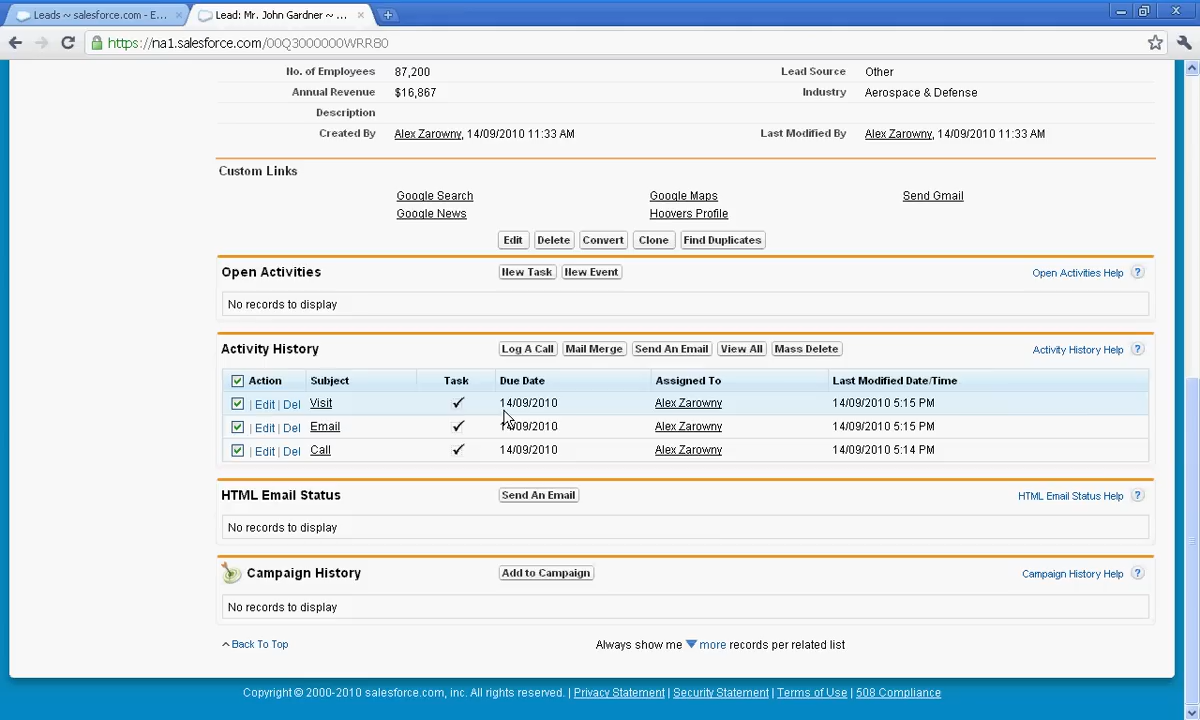 Leads ~ salesforce.com - E...
Lead: Mr. John Gardner ~ ...
https://na1.salesforce.com/00Q3000000WRR80
No. of Employees 87,200 Lead Source Other
Annual Revenue $16,867 Industry Aerospace & Defense
Description
Created By Alex Zarowny, 14/09/2010 11:33 AM Last Modified By Alex Zarowny, 14/09/2010 11:33 AM
Custom Links
Google Search Google Maps Send Gmail
Google News Hoovers Profile
Edit Delete Convert Clone Find Duplicates
Open Activities New Task New Event Open Activities Help ?
No records to display
Activity History Log A Call Mail Merge Send An Email View All Mass Delete Activity History Help ?
Action Subject Task Due Date Assigned To Last Modified Date/Time
| Edit | Del Visit 14/09/2010 Alex Zarowny 14/09/2010 5:15 PM
| Edit | Del Email 14/09/2010 Alex Zarowny 14/09/2010 5:15 PM
| Edit | Del Call 14/09/2010 Alex Zarowny 14/09/2010 5:14 PM
HTML Email Status Send An Email HTML Email Status Help ?
No records to display
Campaign History Add to Campaign Campaign History Help ?
No records to display
Back To Top Always show me more records per related list
Copyright © 2000-2010 salesforce.com, inc. All rights reserved. | Privacy Statement | Security Statement | Terms of Use | 508 Compliance